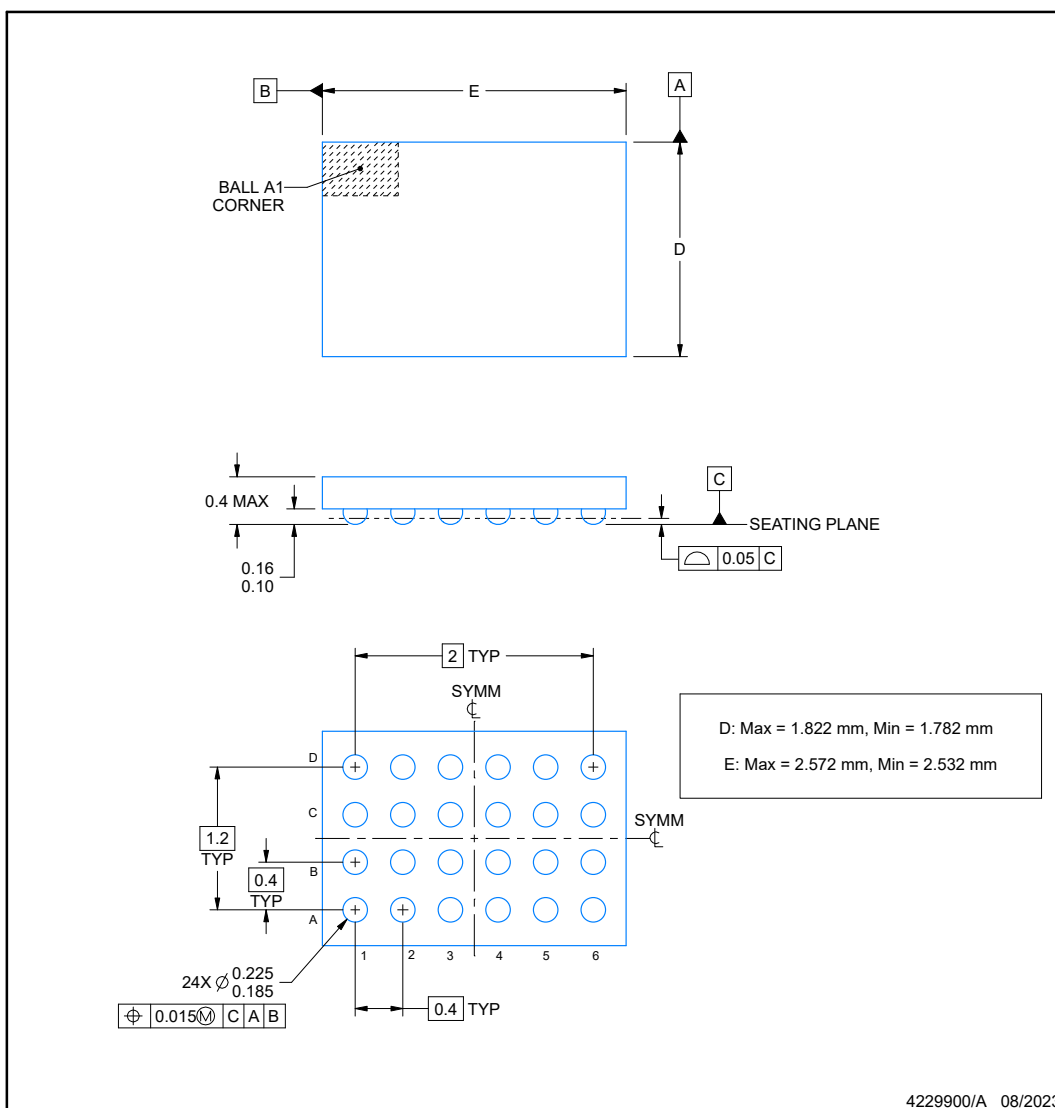 B
E
A
BALL A1
CORNER
D
0.4 MAX
C
SEATING PLANE
0.16
0.10
0.05 C
2 TYP
SYMM
D: Max = 1.822 mm, Min = 1.782 mm
E: Max = 2.572 mm, Min = 2.532 mm
D
C
SYMM
1.2
TYP
B
0.4
TYP
A
1 2 3 4 5 6
24X Ø 0.225
0.185
0.015Ⓜ C A B
0.4 TYP
4229900/A 08/2023